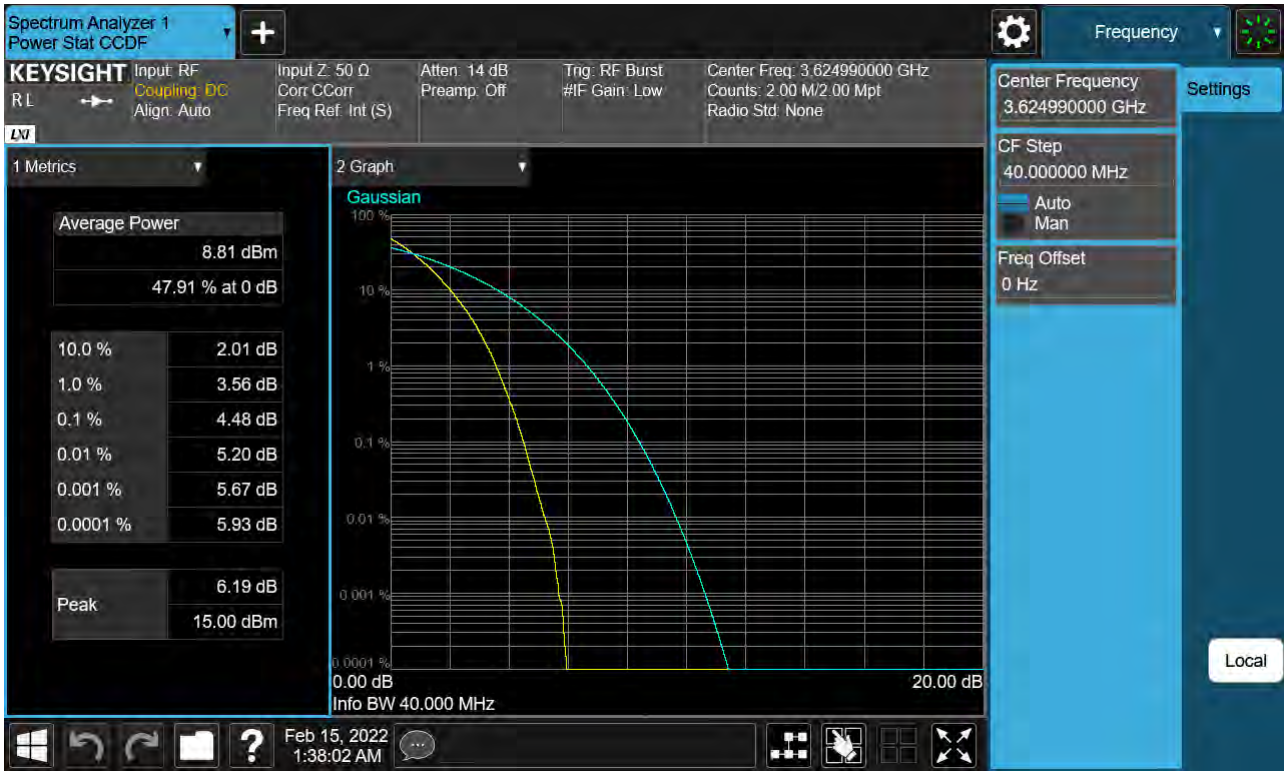 Spectrum Analyzer 1
Power Stat CCDF
Frequency
KEYSIGHT
R L
LXI
Input: RF
Coupling: DC
Align: Auto
Input Z: 50 Ω
Corr CCorr
Freq Ref: Int (S)
Atten: 14 dB
Preamp: Off
Trig: RF Burst
#IF Gain: Low
Center Freq: 3.624990000 GHz
Counts: 2.00 M/2.00 Mpt
Radio Std: None
Center Frequency
3.624990000 GHz
Settings
CF Step
40.000000 MHz
Auto
Man
Freq Offset
0 Hz
Local
1 Metrics
Average Power
8.81 dBm
47.91 % at 0 dB
10.0 % 2.01 dB
1.0 % 3.56 dB
0.1 % 4.48 dB
0.01 % 5.20 dB
0.001 % 5.67 dB
0.0001 % 5.93 dB
Peak
6.19 dB
15.00 dBm
2 Graph
Gaussian
100 %
10 %
1 %
0.1 %
0.01 %
0.001 %
0.0001 %
0.00 dB 20.00 dB
Info BW 40.000 MHz
?
Feb 15, 2022
1:38:02 AM